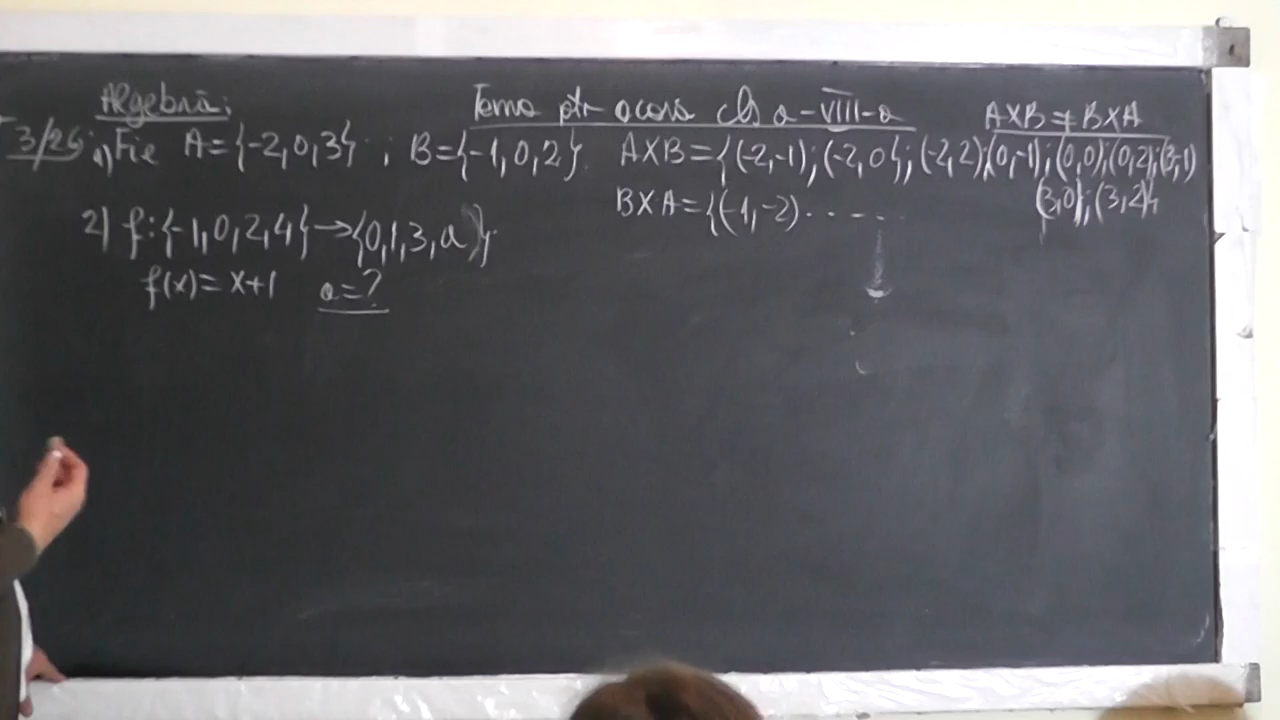 Algebră:
Tema ptr acasă cls a-VIII-a
A×B≠B×A
3/26; 1) Fie A={-2,0,3} ; B={-1,0,2}. A×B={(-2,-1);(-2,0);(-2,2);(0,-1);(0,0);(0,2);(3,-1)
(3,0);(3,2)};
B×A={(-1,-2).....
2) f:{-1,0,2,4}→{0,1,3,a};
f(x)=x+1 a=?